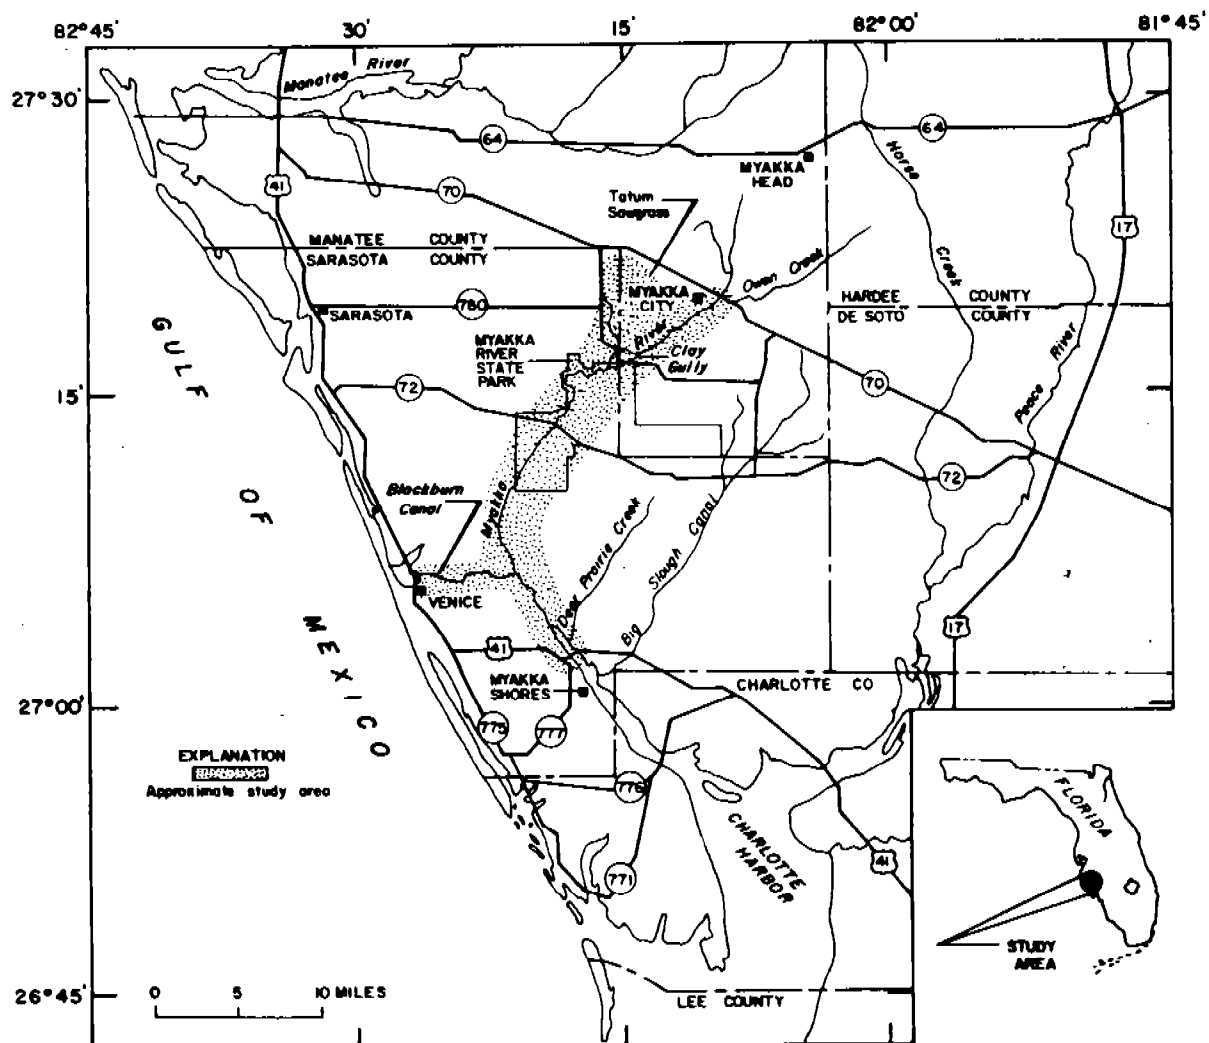 82°45'
30'
15'
82°00'
81°45'
27°30'
Manatee River
64
64
MYAKKA
HEAD
41
70
Tatum
Sawgrass
Horse
Creek
17
MANATEE COUNTY
SARASOTA COUNTY
Owen Creek
MYAKKA
CITY
780
SARASOTA
HARDEE COUNTY
DE SOTO COUNTY
River
MYAKKA
RIVER
STATE
PARK
Clay
Gully
Peace River
GULF
OF
MEXICO
15'
72
70
72
Blackburn
Canal
Myakka
Deer Prairie Creek
Big Slough Canal
VENICE
17
41
MYAKKA
SHORES
CHARLOTTE CO
27°00'
775
777
EXPLANATION
Approximate study area
776
CHARLOTTE
HARBOR
41
771
FLORIDA
STUDY
AREA
26°45'
0 5 10 MILES
LEE COUNTY